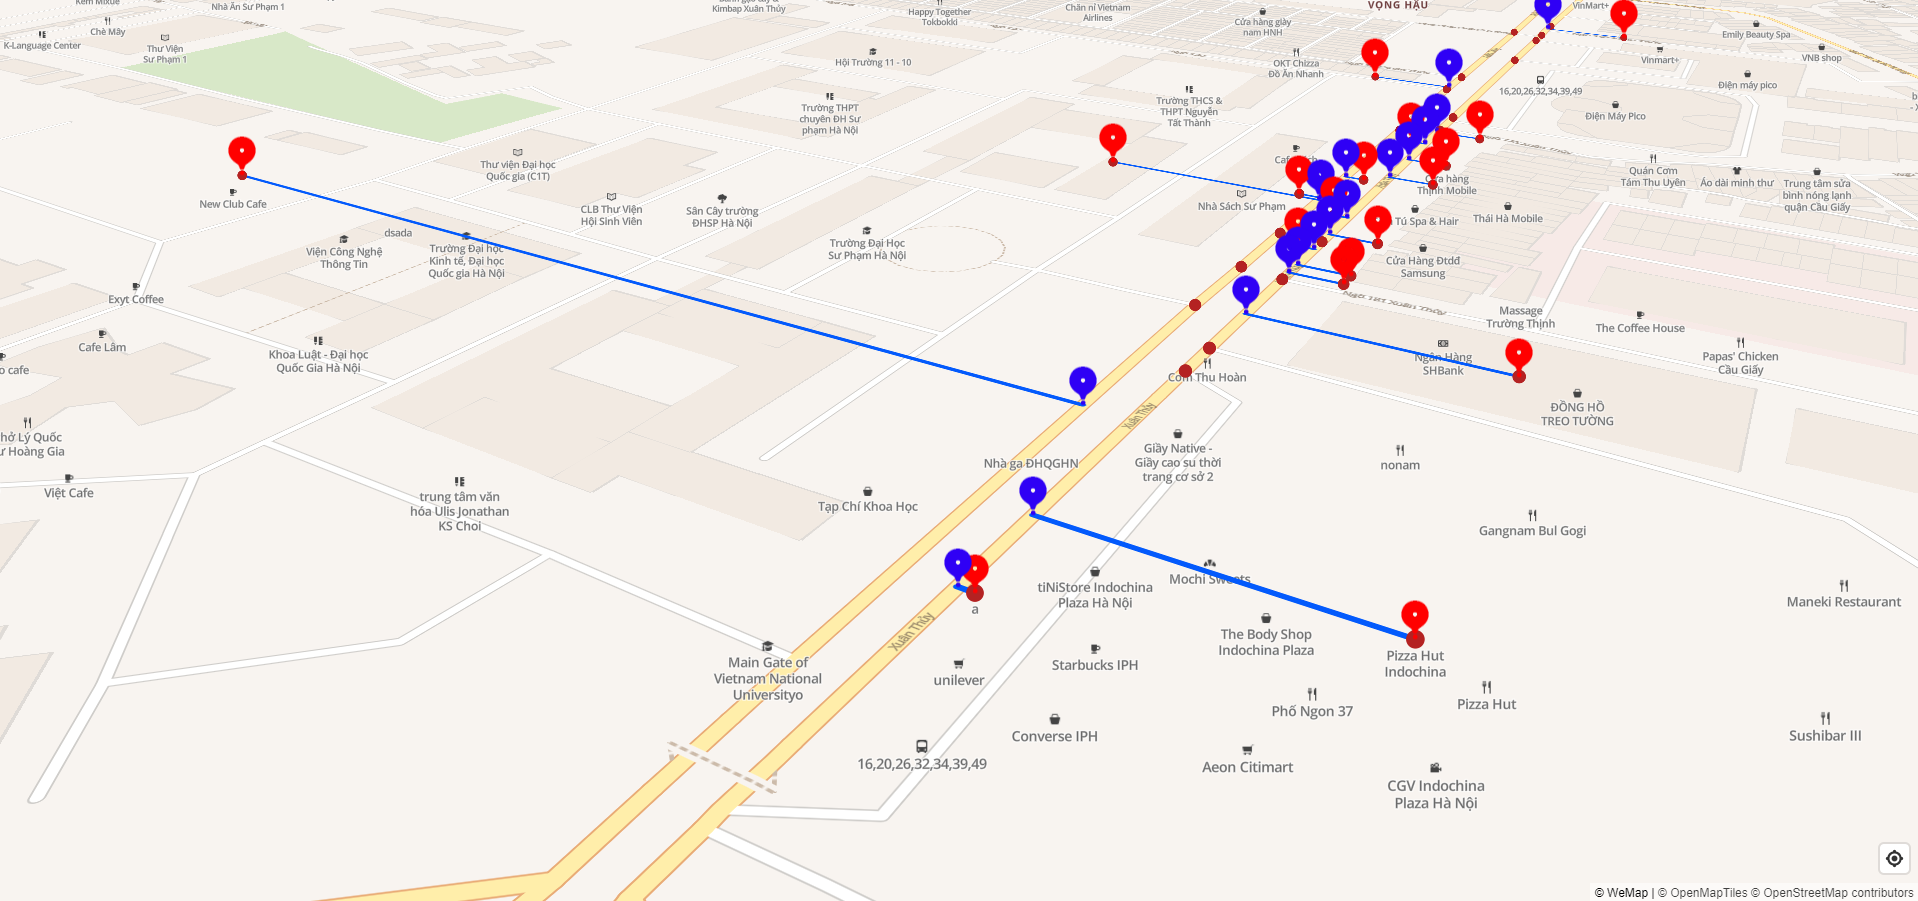 Kem Mixue
Nhà Ăn Sư Phạm 1
Kimbap Xuân Thủy
Happy Together
Tokbokki
Chân nỉ Vietnam
Airlines
VỌNG HẬU
VinMart+
Chè Mây
K-Language Center
Thư Viện
Sư Phạm 1
Hội Trường 11 - 10
Cửa hàng giày
nam HNH
OKT Chizza
Đồ Ăn Nhanh
Emily Beauty Spa
Vinmart+
VNB shop
Điện máy pico
16,20,26,32,34,39,49
Trường THPT
chuyên ĐH Sư
phạm Hà Nội
Trường THCS &
THPT Nguyễn
Tất Thành
Điện Máy Pico
Thư viện Đại học
Quốc gia (C1T)
New Club Cafe
CLB Thư Viện
Hội Sinh Viên
Sân Cây trường
ĐHSP Hà Nội
Nhà Sách Sư Phạm
Cửa hàng
Thịnh Mobile
Quán Cơm
Tám Thu Uyên
Áo dài minh thư
Trung tâm sửa
bình nóng lạnh
quận Cầu Giấy
Tú Spa & Hair
Thái Hà Mobile
dsada
Viện Công Nghệ
Thông Tin
Trường Đại học
Kinh tế, Đại học
Quốc gia Hà Nội
Trường Đại Học
Sư Phạm Hà Nội
Cửa Hàng Đtdđ
Samsung
Exyt Coffee
Ngõ 181 Xuân Thủy
Massage
Trường Thịnh
The Coffee House
Cafe Lâm
Khoa Luật - Đại học
Quốc Gia Hà Nội
Ngân Hàng
SHBank
Papas' Chicken
Cầu Giấy
Cơm Thu Hoàn
ĐỒNG HỒ
TREO TƯỜNG
Xuân Thủy
Giầy Native -
Giầy cao su thời
trang cơ sở 2
Nhà ga ĐHQGHN
nonam
Việt Cafe
trung tâm văn
hóa Ulis Jonathan
KS Choi
Tạp Chí Khoa Học
Gangnam Bul Gogi
Mochi Sweets
tiNiStore Indochina
Plaza Hà Nội
a
Maneki Restaurant
Xuân Thủy
The Body Shop
Indochina Plaza
Pizza Hut
Indochina
Main Gate of
Vietnam National
Universityo
unilever
Starbucks IPH
Pizza Hut
Phố Ngon 37
Converse IPH
Sushibar III
16,20,26,32,34,39,49
Aeon Citimart
CGV Indochina
Plaza Hà Nội
© WeMap | © OpenMapTiles © OpenStreetMap contributors